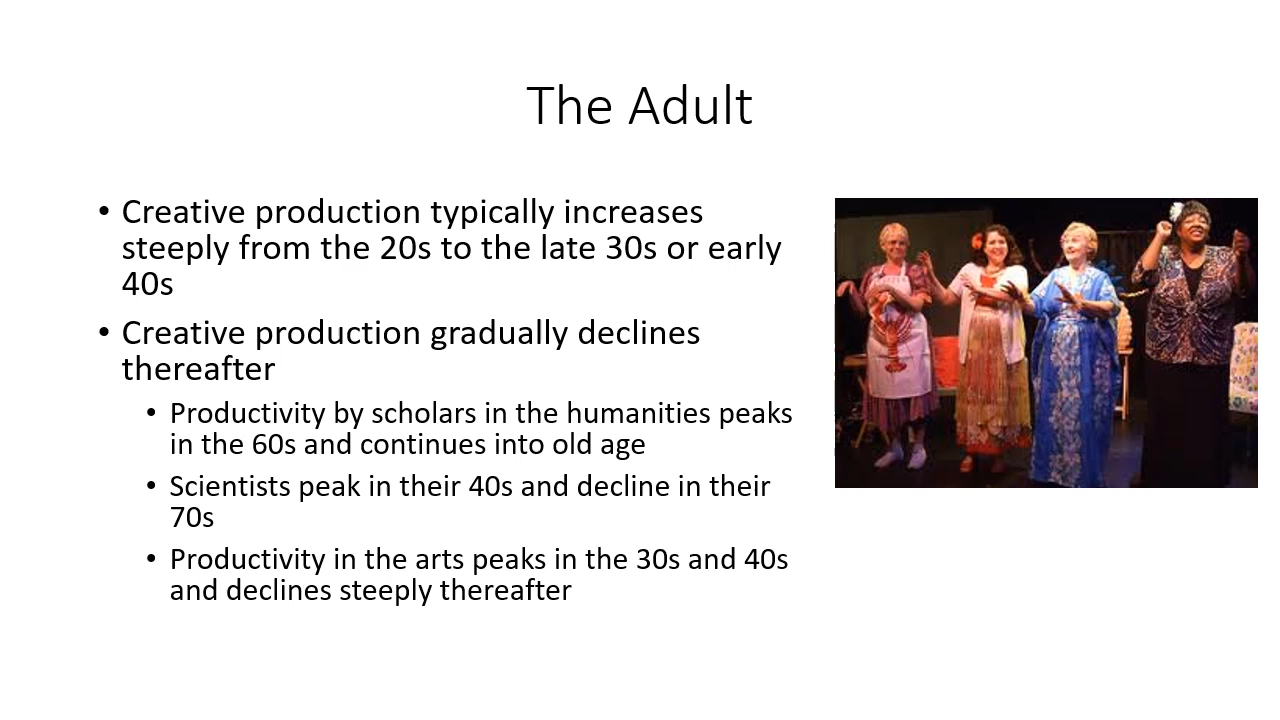 The Adult
• Creative production typically increases
steeply from the 20s to the late 30s or early
40s
• Creative production gradually declines
thereafter
• Productivity by scholars in the humanities peaks
in the 60s and continues into old age
• Scientists peak in their 40s and decline in their
70s
• Productivity in the arts peaks in the 30s and 40s
and declines steeply thereafter